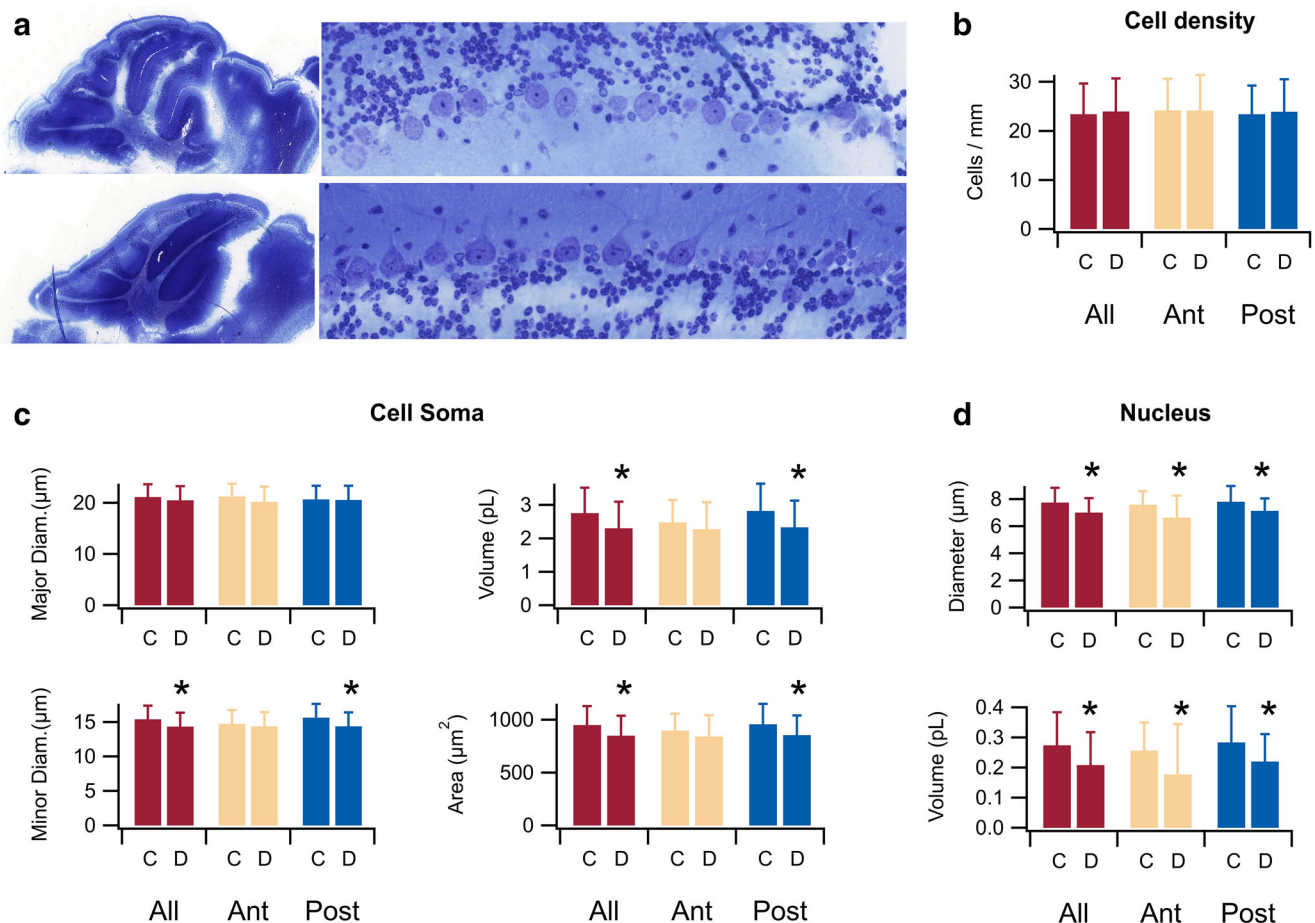 a
b
Cell density
Cells / mm
30
20
10
0
C D C D C D
All Ant Post
c
Cell Soma
Major Diam.(µm)
20
10
0
C D C D C D
* *
Volume (pL)
3
2
1
0
C D C D C D
* *
Minor Diam.(µm)
15
10
5
0
C D C D C D
All Ant Post
* *
Area (µm²)
1000
500
0
C D C D C D
All Ant Post
d
Nucleus
* * *
Diameter (µm)
8
6
4
2
0
C D C D C D
* * *
Volume (pL)
0.4
0.3
0.2
0.1
0.0
C D C D C D
All Ant Post